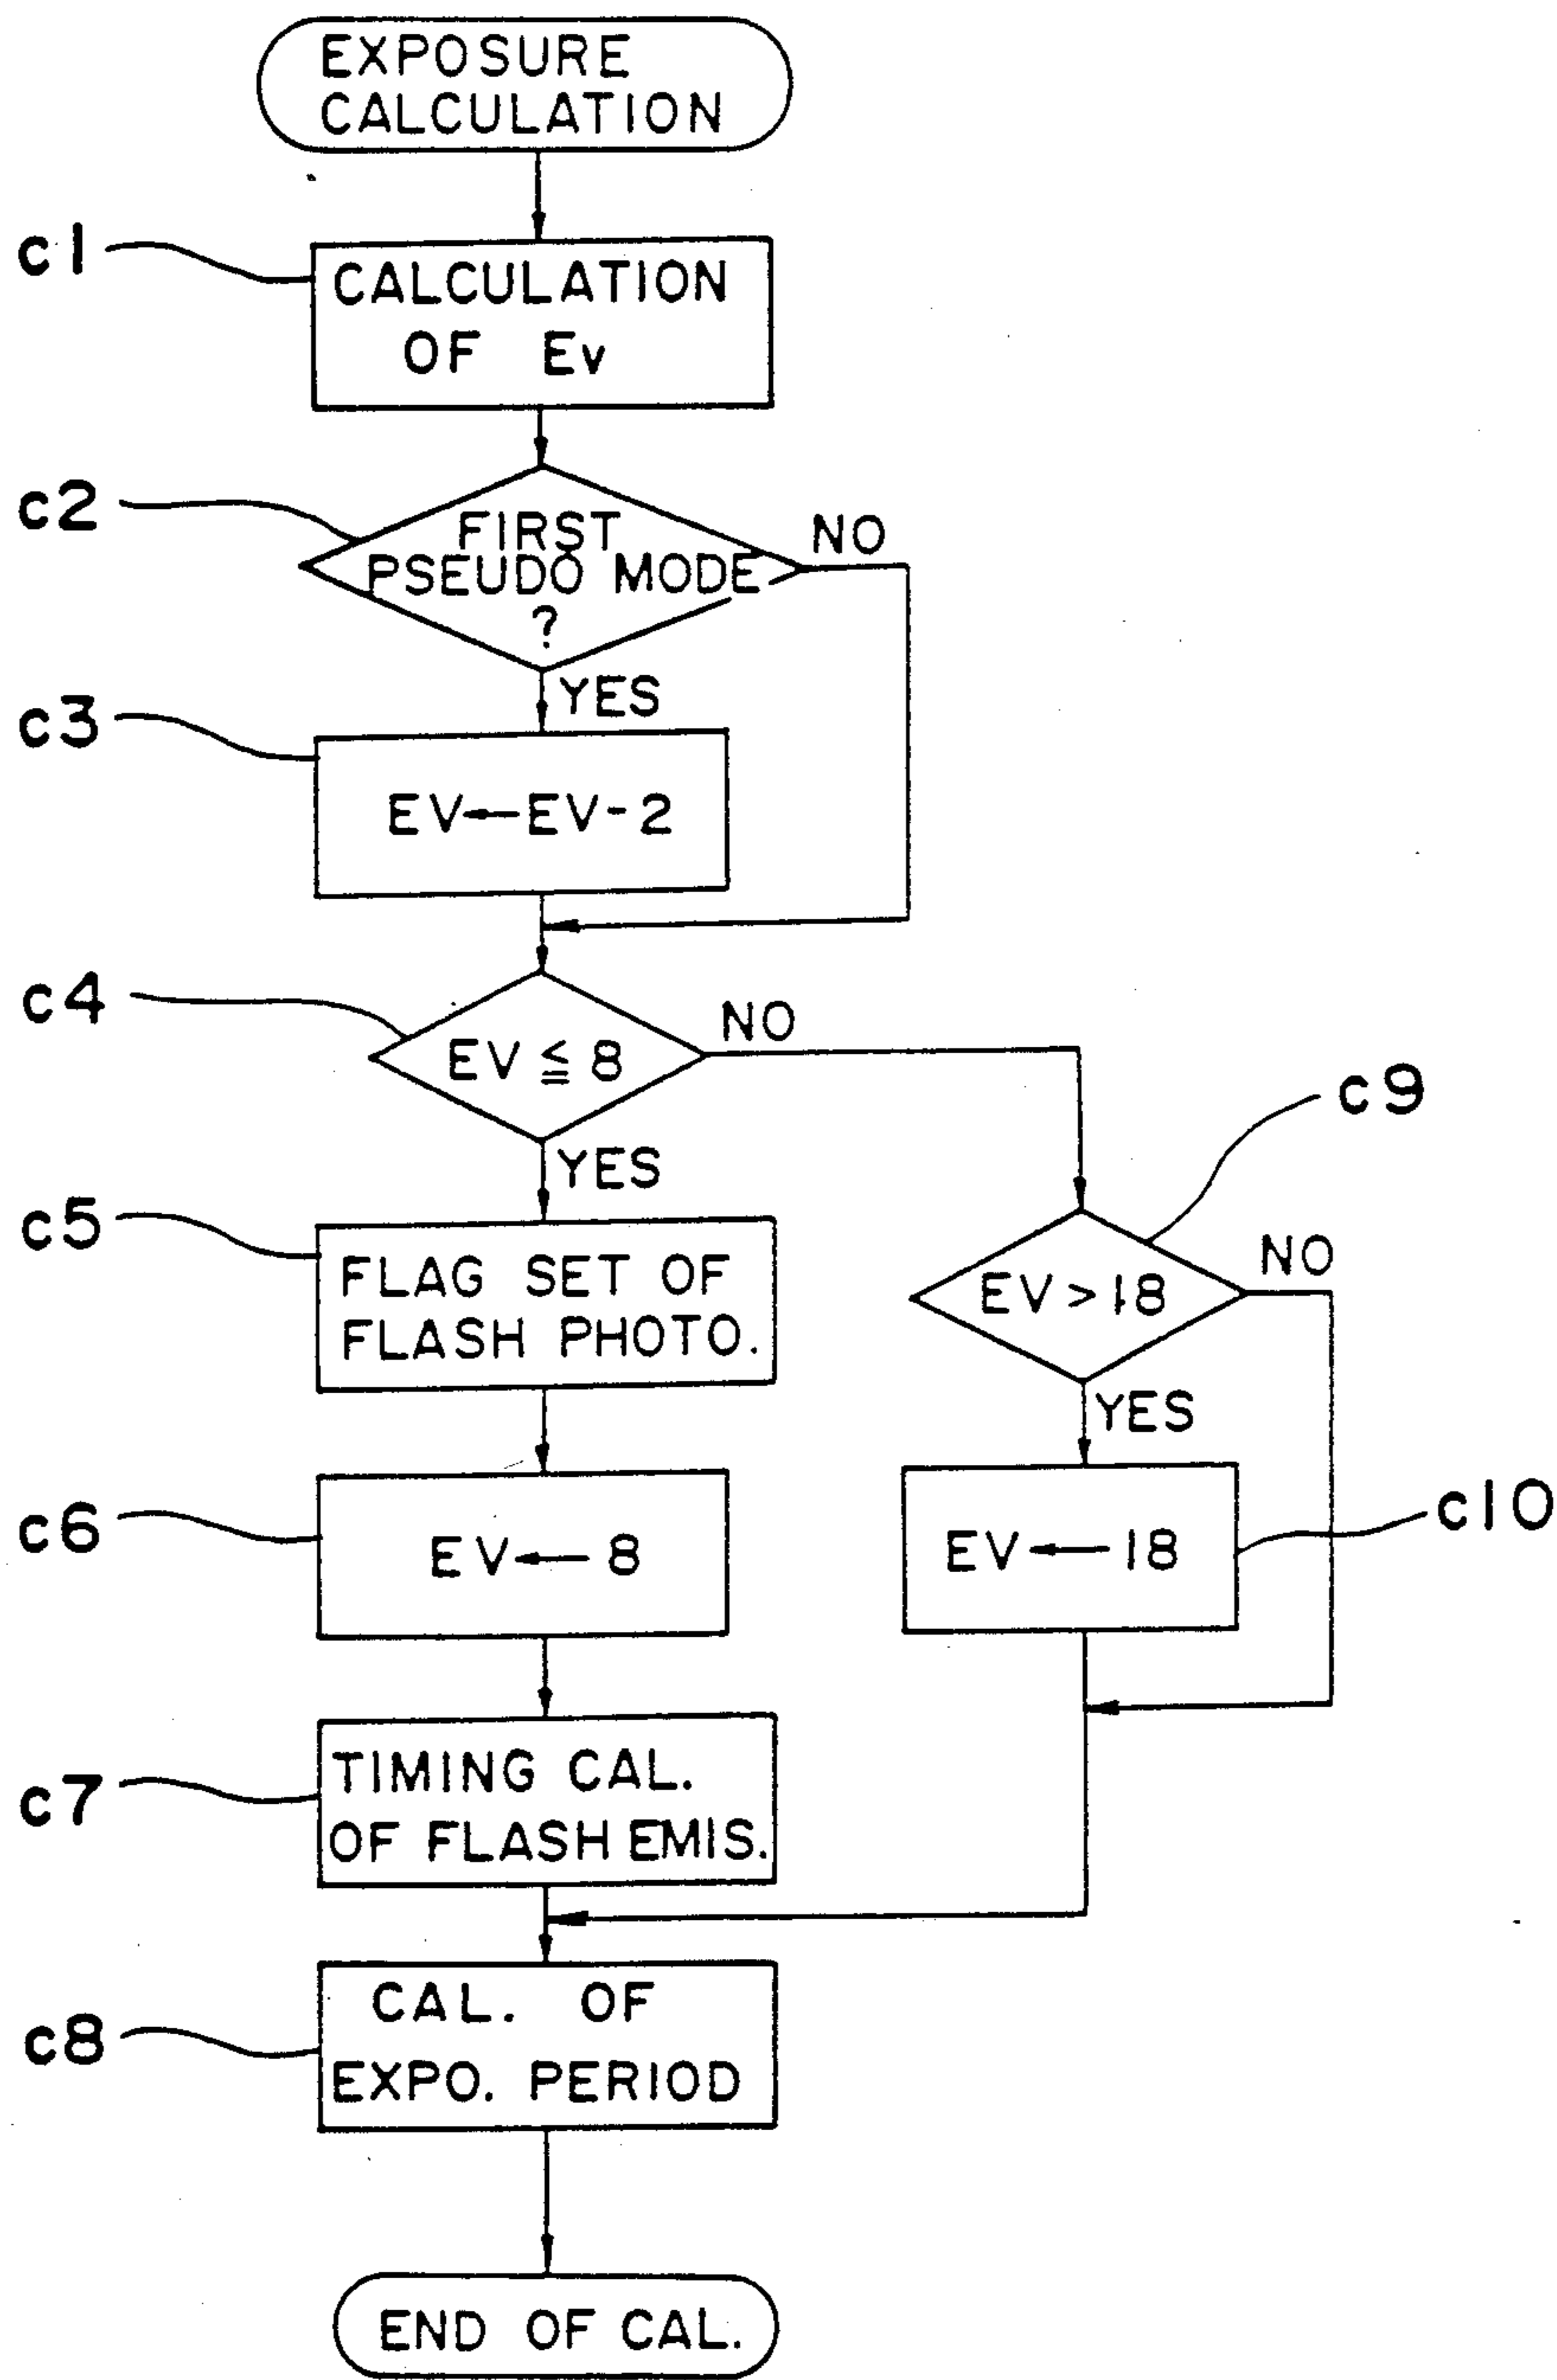 EXPOSURE
CALCULATION
c1
CALCULATION
OF Ev
c2
FIRST
PSEUDO MODE
?
NO
YES
c3
EV←EV-2
c4
EV ≦ 8
NO
YES
c9
c5
FLAG SET OF
FLASH PHOTO.
EV > 18
NO
YES
c6
EV ← 8
EV ← 18
c10
c7
TIMING CAL.
OF FLASH EMIS.
c8
CAL. OF
EXPO. PERIOD
END OF CAL.